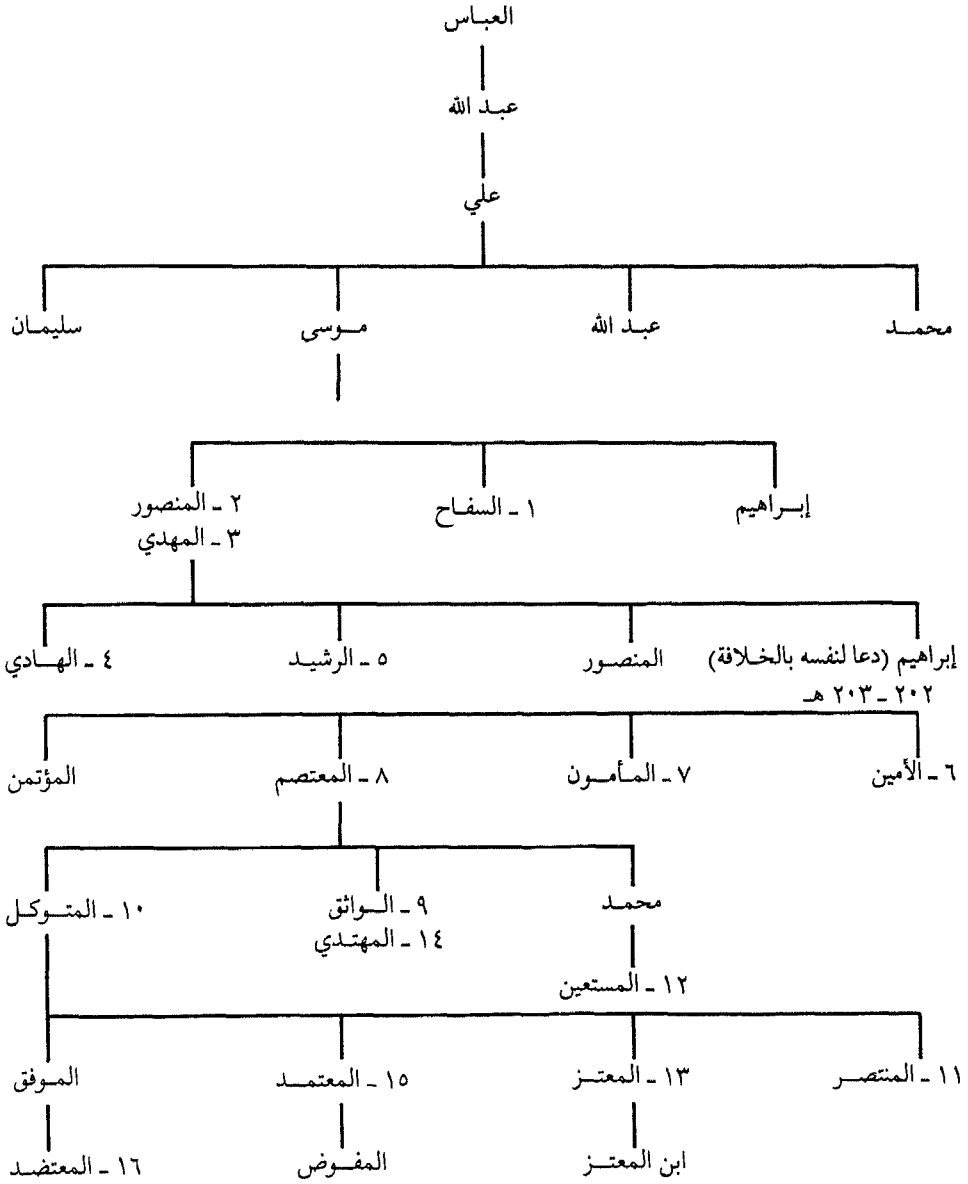 العباس
عبد الله
علي
محمد عبد الله موسى سليمان
إبراهيم ١ ـ السفاح ٢ ـ المنصور
٣ ـ المهدي
إبراهيم (دعا لنفسه بالخلافة) المنصور ٥ ـ الرشيد ٤ ـ الهادي
٢٠٢ ـ ٢٠٣ هـ
٦ ـ الأمين ٧ ـ المأمون ٨ ـ المعتصم المؤتمن
محمد ٩ ـ الواثق ١٠ ـ المتوكل
١٤ ـ المهتدي
١٢ ـ المستعين
١١ ـ المنتصر ١٣ ـ المعتز ١٥ ـ المعتمد الموفق
ابن المعتز المفوض ١٦ ـ المعتضد